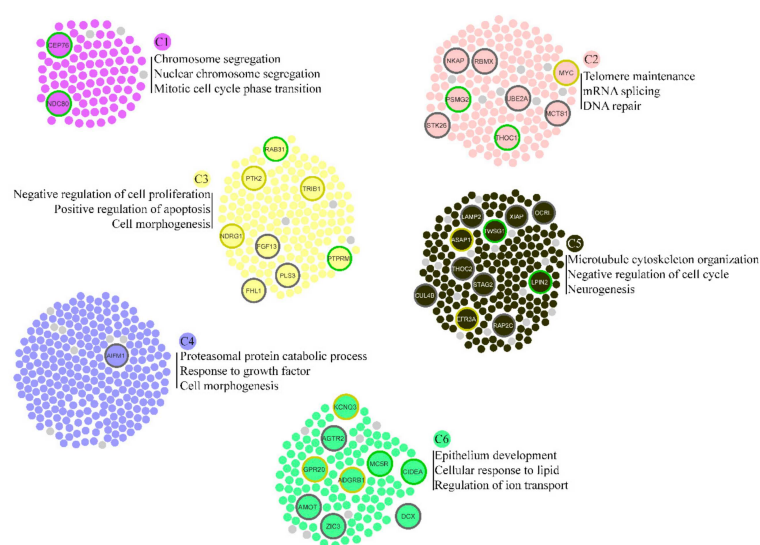 CEP76
NDC80
C1
Chromosome segregation
Nuclear chromosome segregation
Mitotic cell cycle phase transition
NKAP
RBMX
MYC
PSMG2
UBE2A
MCTS1
STK26
THOC1
C2
Telomere maintenance
mRNA splicing
DNA repair
C3
Negative regulation of cell proliferation
Positive regulation of apoptosis
Cell morphogenesis
RAB31
PTK2
TRIB1
NDRG1
FGF13
PTPRM
PLS3
FHL1
LAMP2
XIAP
OCRL
TWSG1
ASAP1
THOC2
STAG2
LPIN2
CUL4B
RAP2C
C5
Microtubule cytoskeleton organization
Negative regulation of cell cycle
Neurogenesis
AIFM1
C4
Proteasomal protein catabolic process
Response to growth factor
Cell morphogenesis
KCNQ3
AGTR2
MC5R
GPR20
CIDEA
ADGRB1
AMOT
DCX
ZIC3
C6
Epithelium development
Cellular response to lipid
Regulation of ion transport